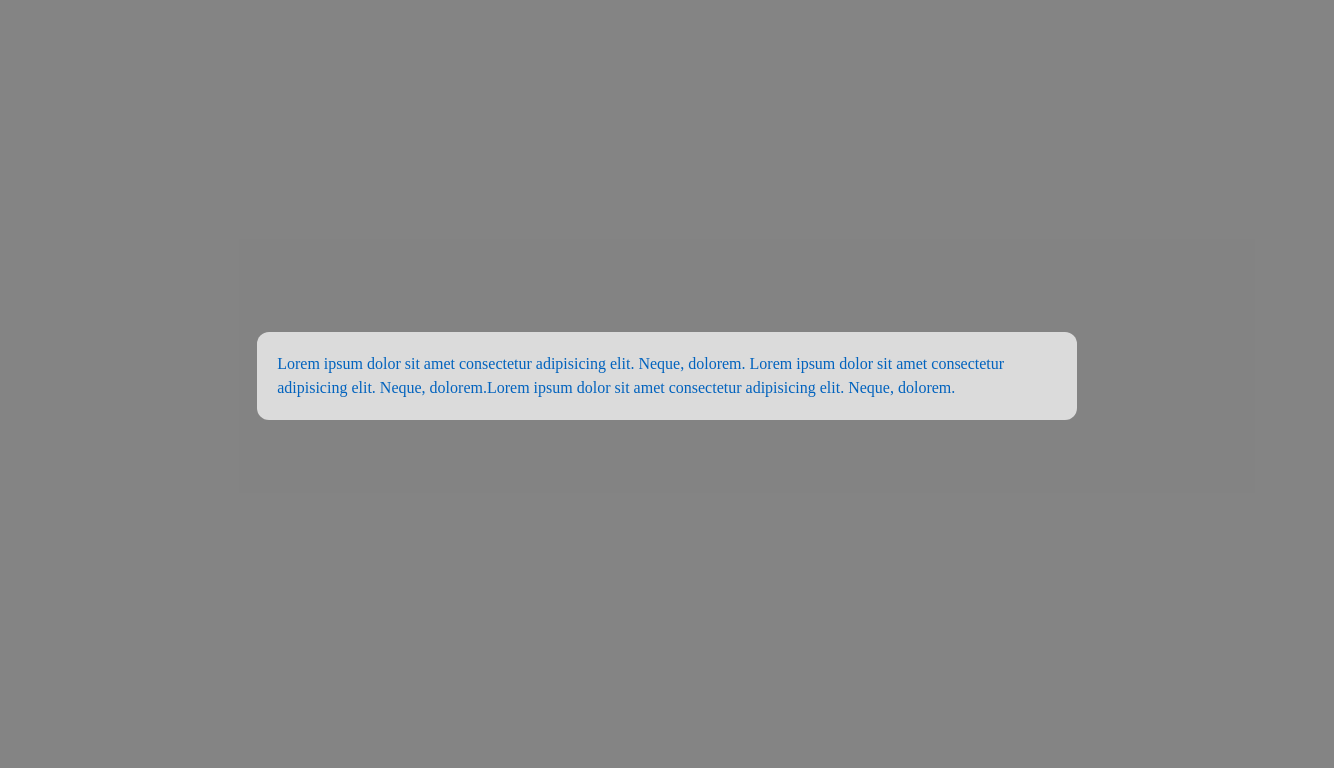 Lorem ipsum dolor sit amet consectetur adipisicing elit. Neque, dolorem. Lorem ipsum dolor sit amet consectetur
adipisicing elit. Neque, dolorem.Lorem ipsum dolor sit amet consectetur adipisicing elit. Neque, dolorem.